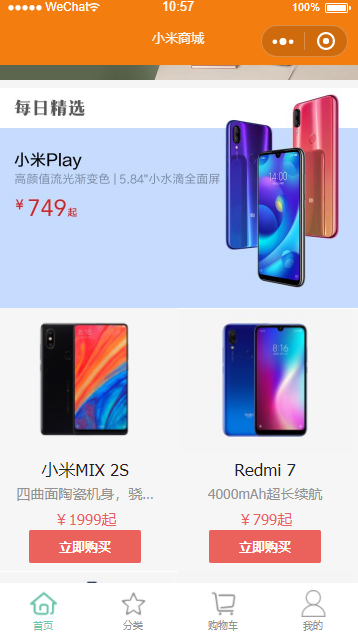 WeChat 10:57 100%
小米商城
每日精选
小米Play
高颜值流光渐变色 | 5.84"小水滴全面屏
¥749起
小米MIX 2S Redmi 7
四曲面陶瓷机身，骁... 4000mAh超长续航
￥1999起 ￥799起
立即购买 立即购买
首页 分类 购物车 我的